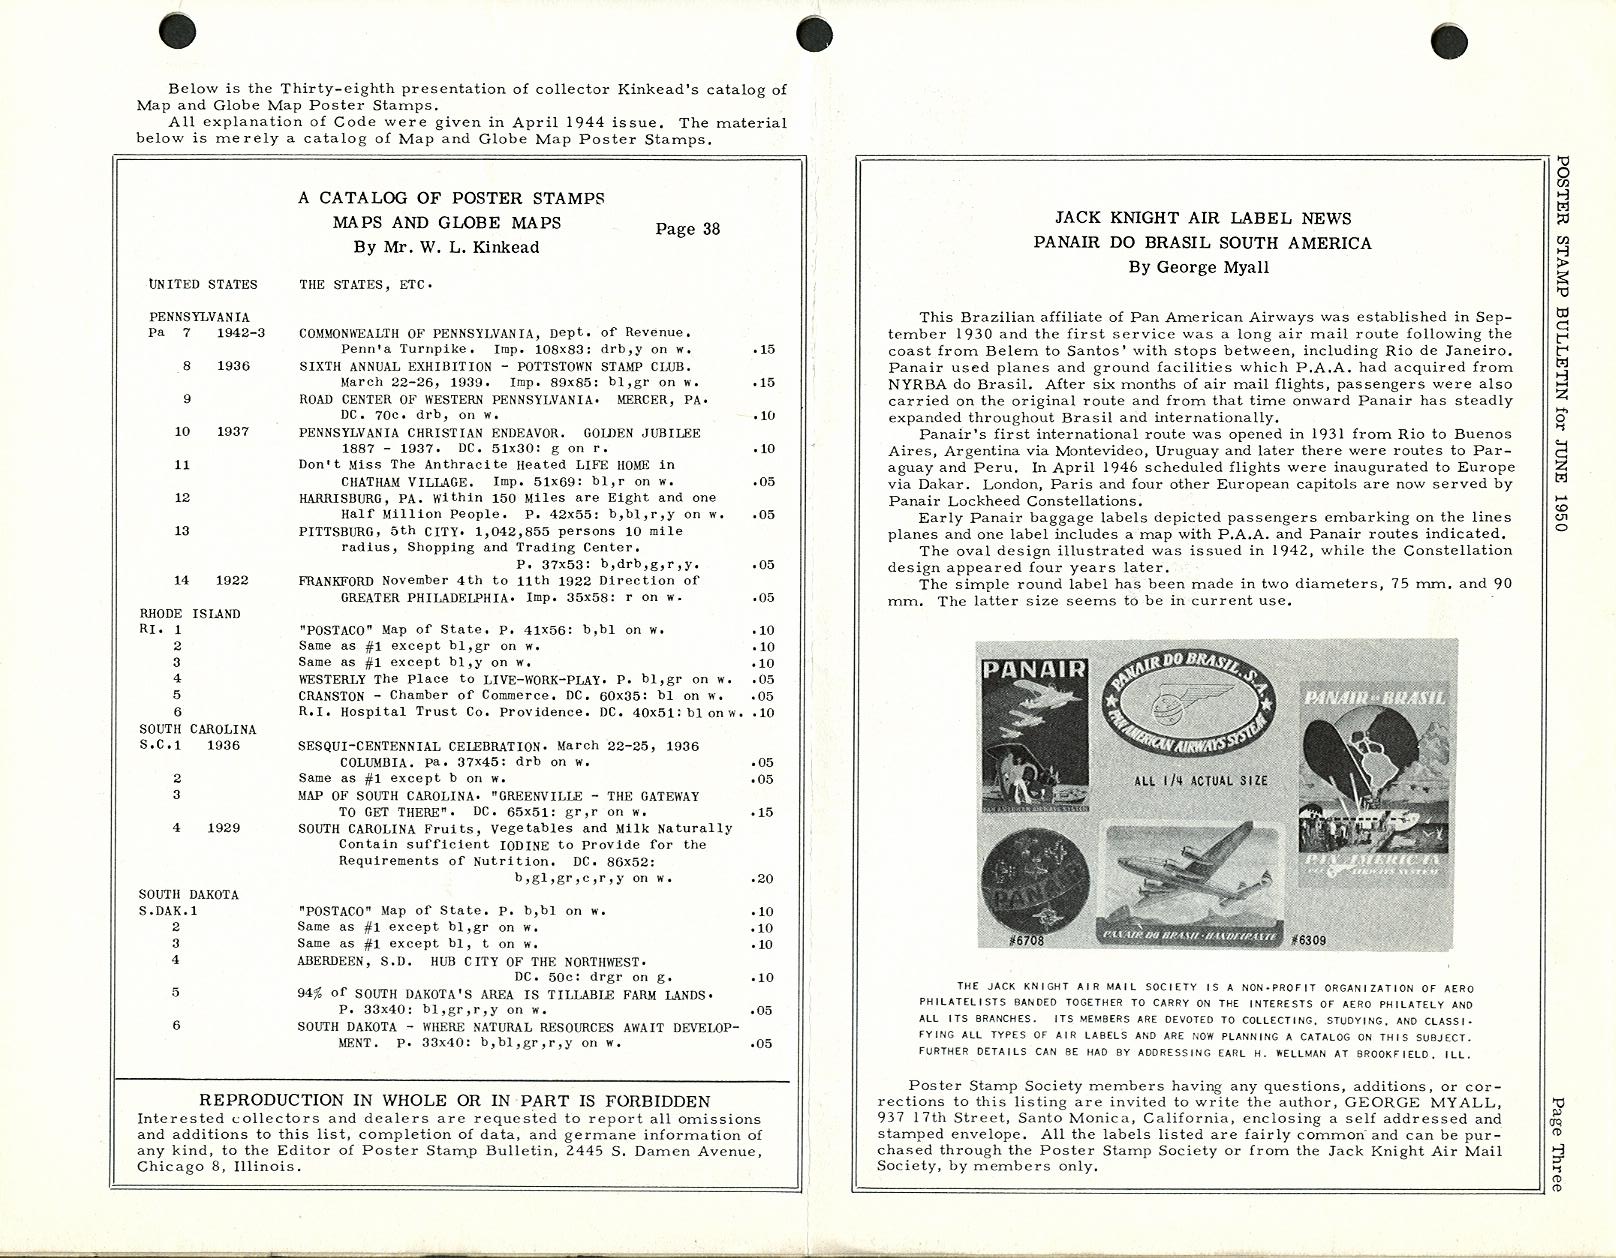 Below is the Thirty-eighth presentation of collector Kinkead's catalog of
Map and Globe Map Poster Stamps.
All explanation of Code were given in April 1944 issue. The material
below is merely a catalog of Map and Globe Map Poster Stamps.
A CATALOG OF POSTER STAMPS
MAPS AND GLOBE MAPS
Page 38
By Mr. W. L. Kinkead
UNITED STATES THE STATES, ETC.
PENNSYLVANIA
Pa 7 1942-3 COMMONWEALTH OF PENNSYLVANIA, Dept. of Revenue.
Penn'a Turnpike. Imp. 108x83: drb,y on w. .15
8 1936 SIXTH ANNUAL EXHIBITION - POTTSTOWN STAMP CLUB.
March 22-26, 1939. Imp. 89x85: bl,gr on w. .15
9 ROAD CENTER OF WESTERN PENNSYLVANIA. MERCER, PA.
DC. 70c. drb, on w. .10
10 1937 PENNSYLVANIA CHRISTIAN ENDEAVOR. GOLDEN JUBILEE
1887 - 1937. DC. 51x30: g on r. .10
11 Don't Miss The Anthracite Heated LIFE HOME in
CHATHAM VILLAGE. Imp. 51x69: bl,r on w. .05
12 HARRISBURG, PA. Within 150 Miles are Eight and one
Half Million People. P. 42x55: b,bl,r,y on w. .05
13 PITTSBURG, 5th CITY. 1,042,855 persons 10 mile
radius, Shopping and Trading Center.
P. 37x53: b,drb,g,r,y. .05
14 1922 FRANKFORD November 4th to 11th 1922 Direction of
GREATER PHILADELPHIA. Imp. 35x58: r on w. .05
RHODE ISLAND
RI. 1 "POSTACO" Map of State. P. 41x56: b,bl on w. .10
2 Same as #1 except bl,gr on w. .10
3 Same as #1 except bl,y on w. .10
4 WESTERLY The Place to LIVE-WORK-PLAY. P. bl,gr on w. .05
5 CRANSTON - Chamber of Commerce. DC. 60x35: bl on w. .05
6 R.I. Hospital Trust Co. Providence. DC. 40x51: bl on w. .10
SOUTH CAROLINA
S.C.1 1936 SESQUI-CENTENNIAL CELEBRATION. March 22-25, 1936
COLUMBIA. Pa. 37x45: drb on w. .05
2 Same as #1 except b on w. .05
3 MAP OF SOUTH CAROLINA. "GREENVILLE - THE GATEWAY
TO GET THERE". DC. 65x51: gr,r on w. .15
4 1929 SOUTH CAROLINA Fruits, Vegetables and Milk Naturally
Contain sufficient IODINE to Provide for the
Requirements of Nutrition. DC. 86x52:
b,gl,gr,c,r,y on w. .20
SOUTH DAKOTA
S.DAK.1 "POSTACO" Map of State. P. b,bl on w. .10
2 Same as #1 except bl,gr on w. .10
3 Same as #1 except bl, t on w. .10
4 ABERDEEN, S.D. HUB CITY OF THE NORTHWEST.
DC. 50c: drgr on g. .10
5 94% of SOUTH DAKOTA'S AREA IS TILLABLE FARM LANDS.
P. 33x40: bl,gr,r,y on w. .05
6 SOUTH DAKOTA - WHERE NATURAL RESOURCES AWAIT DEVELOP-
MENT. P. 33x40: b,bl,gr,r,y on w. .05
REPRODUCTION IN WHOLE OR IN PART IS FORBIDDEN
Interested collectors and dealers are requested to report all omissions
and additions to this list, completion of data, and germane information of
any kind, to the Editor of Poster Stamp Bulletin, 2445 S. Damen Avenue,
Chicago 8, Illinois.
JACK KNIGHT AIR LABEL NEWS
PANAIR DO BRASIL SOUTH AMERICA
By George Myall
This Brazilian affiliate of Pan American Airways was established in Sep-
tember 1930 and the first service was a long air mail route following the
coast from Belem to Santos' with stops between, including Rio de Janeiro.
Panair used planes and ground facilities which P.A.A. had acquired from
NYRBA do Brasil. After six months of air mail flights, passengers were also
carried on the original route and from that time onward Panair has steadly
expanded throughout Brasil and internationally.
Panair's first international route was opened in 1931 from Rio to Buenos
Aires, Argentina via Montevideo, Uruguay and later there were routes to Par-
aguay and Peru. In April 1946 scheduled flights were inaugurated to Europe
via Dakar. London, Paris and four other European capitols are now served by
Panair Lockheed Constellations.
Early Panair baggage labels depicted passengers embarking on the lines
planes and one label includes a map with P.A.A. and Panair routes indicated.
The oval design illustrated was issued in 1942, while the Constellation
design appeared four years later.
The simple round label has been made in two diameters, 75 mm. and 90
mm. The latter size seems to be in current use.
PANAIR
PAN AMERICAN AIRWAYS SYSTEM
PANAIR DO BRASIL, S.A.
PAN AMERICAN AIRWAYS SYSTEM
ALL 1/4 ACTUAL SIZE
PANAIR DO BRASIL
PAN AMERICAN
AIRWAYS SYSTEM
PANAIR
#6708
PANAIR DO BRASIL - BANDEIRANTE
#6309
THE JACK KNIGHT AIR MAIL SOCIETY IS A NON-PROFIT ORGANIZATION OF AERO
PHILATELISTS BANDED TOGETHER TO CARRY ON THE INTERESTS OF AERO PHILATELY AND
ALL ITS BRANCHES. ITS MEMBERS ARE DEVOTED TO COLLECTING, STUDYING, AND CLASSI-
FYING ALL TYPES OF AIR LABELS AND ARE NOW PLANNING A CATALOG ON THIS SUBJECT.
FURTHER DETAILS CAN BE HAD BY ADDRESSING EARL H. WELLMAN AT BROOKFIELD, ILL.
Poster Stamp Society members having any questions, additions, or cor-
rections to this listing are invited to write the author, GEORGE MYALL,
937 17th Street, Santo Monica, California, enclosing a self addressed and
stamped envelope. All the labels listed are fairly common and can be pur-
chased through the Poster Stamp Society or from the Jack Knight Air Mail
Society, by members only.
POSTER STAMP BULLETIN for JUNE 1950
Page Three